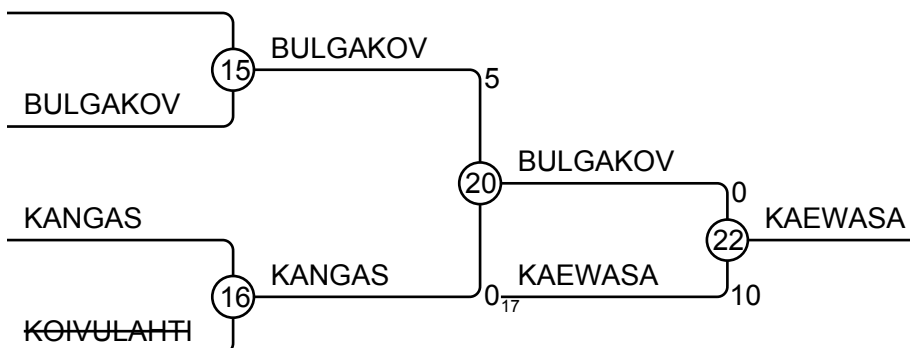 BULGAKOV
15
5
BULGAKOV
BULGAKOV
20
0
KANGAS
KAEWASA
22
KANGAS
KAEWASA
16
0
17
10
KOIVULAHTI